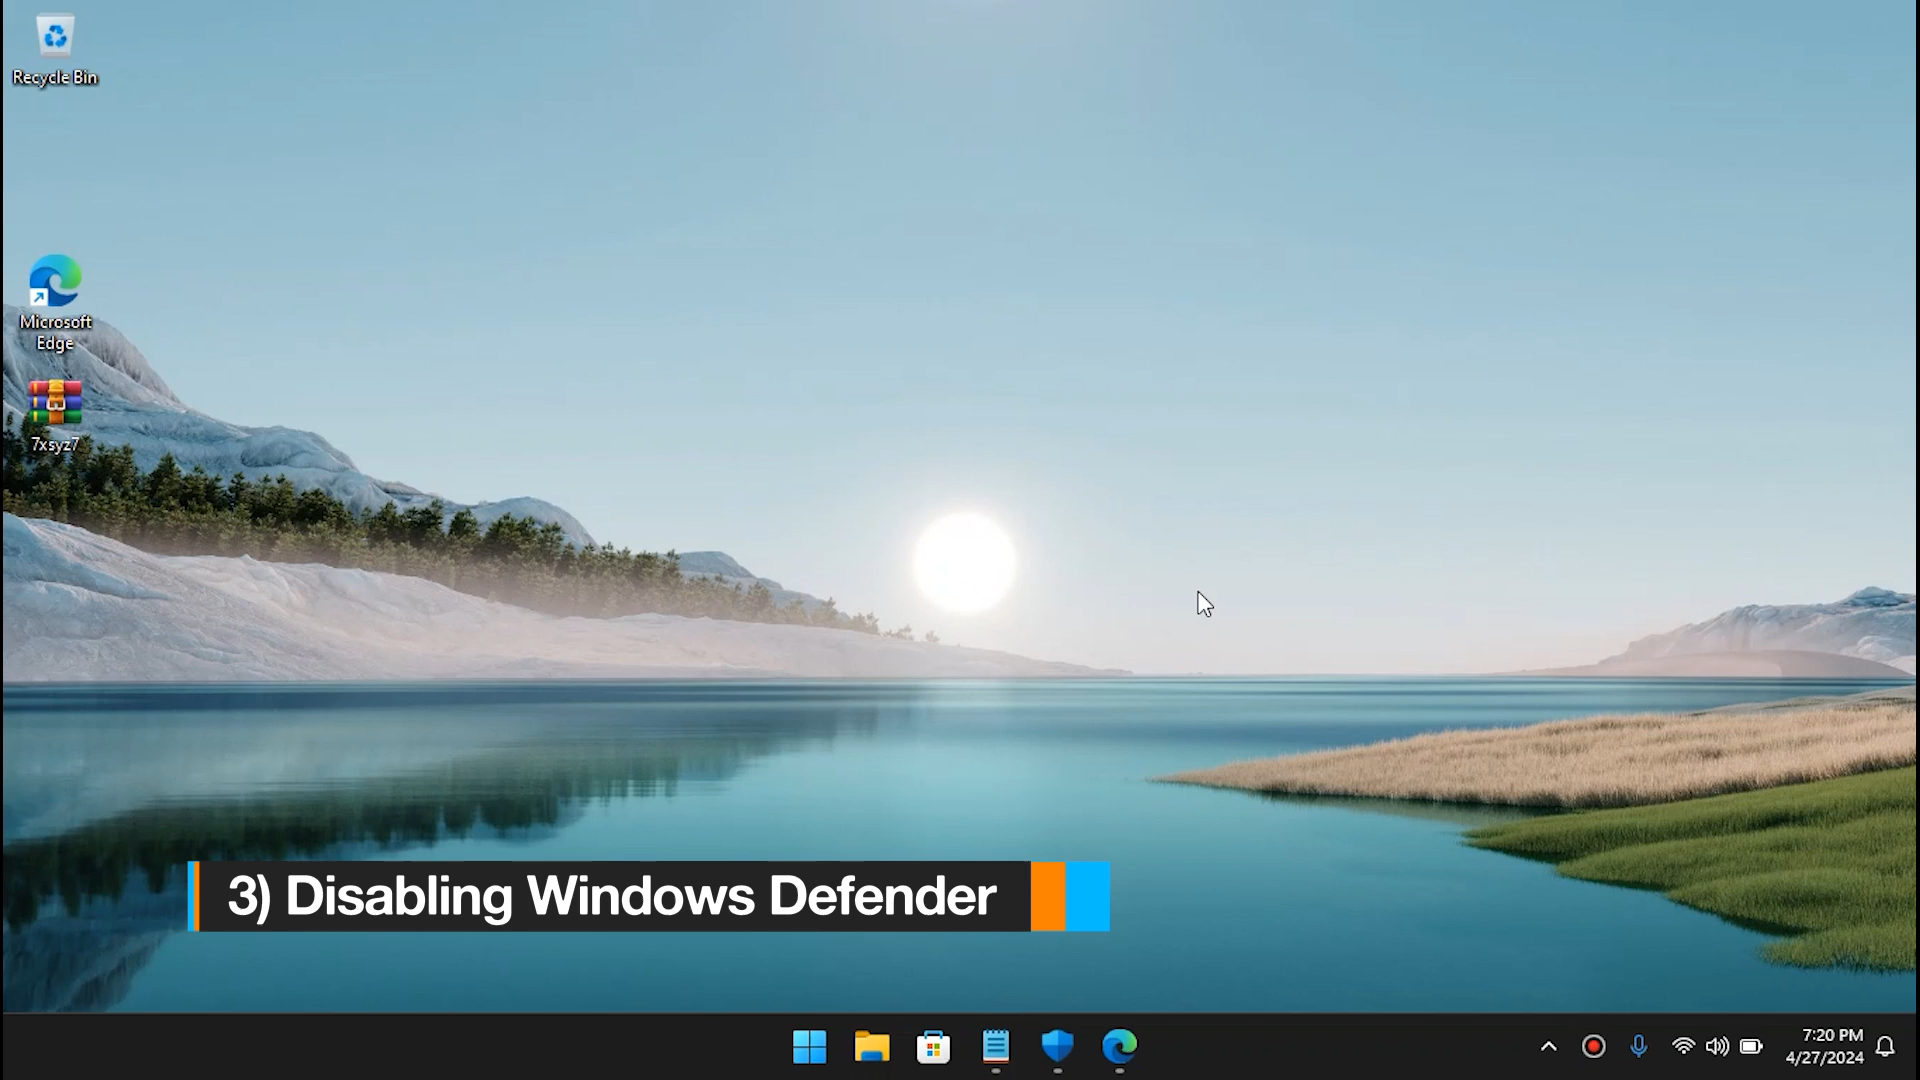 Recycle Bin
Microsoft
Edge
7xsyz7
3) Disabling Windows Defender
7:20 PM
4/27/2024